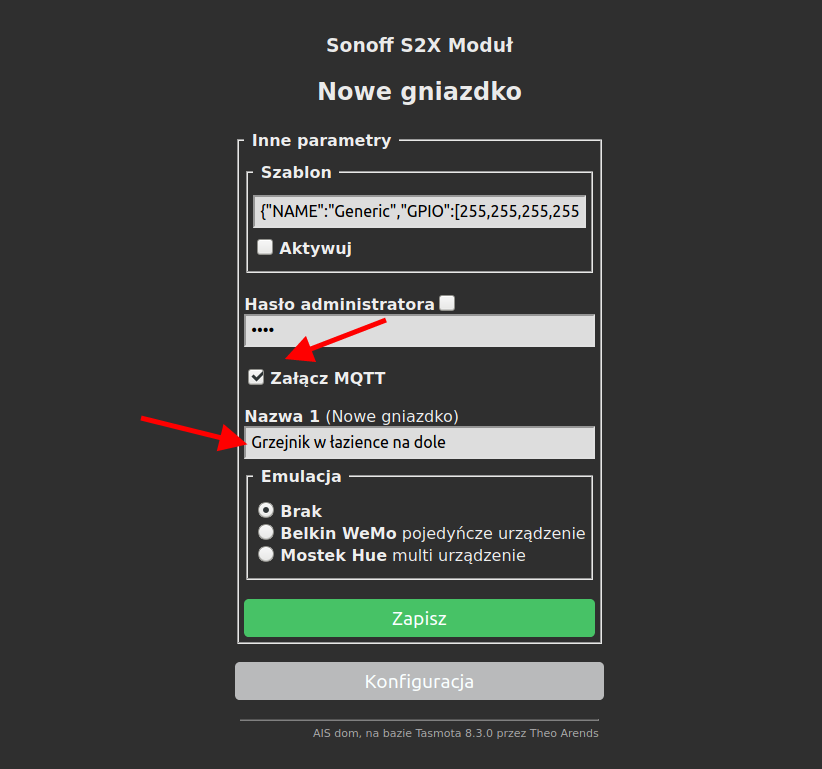 Sonoff S2X Moduł
Nowe gniazdko
Inne parametry
Szablon
{"NAME":"Generic","GPIO":[255,255,255,255
Aktywuj
Hasło administratora
••••
Załącz MQTT
Nazwa 1 (Nowe gniazdko)
Grzejnik w łazience na dole
Emulacja
Brak
Belkin WeMo pojedyńcze urządzenie
Mostek Hue multi urządzenie
Zapisz
Konfiguracja
AIS dom, na bazie Tasmota 8.3.0 przez Theo Arends